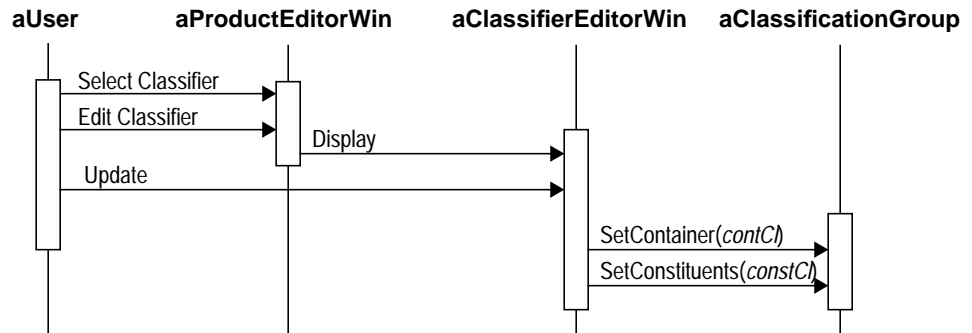 aUser aProductEditorWin aClassifierEditorWin aClassificationGroup
Select Classifier
Edit Classifier
Display
Update
SetContainer(contCl)
SetConstituents(constCl)